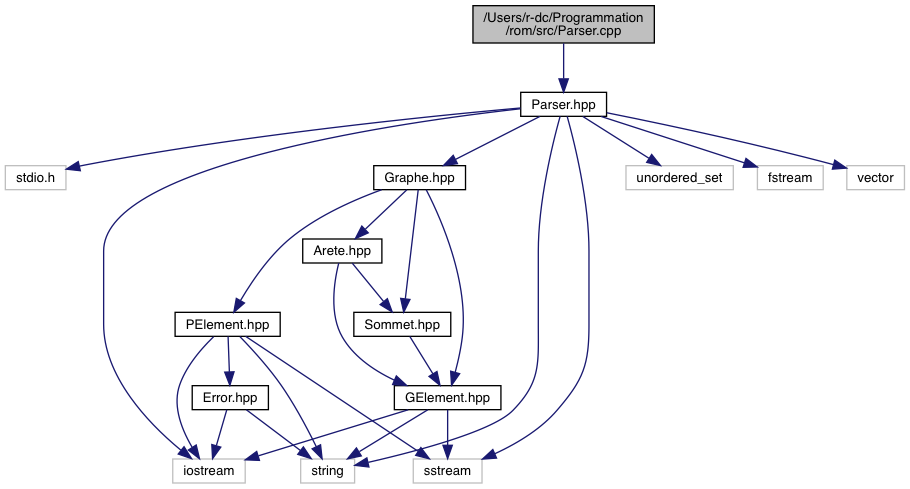 /Users/r-dc/Programmation
/rom/src/Parser.cpp
Parser.hpp
stdio.h
Graphe.hpp
unordered_set
fstream
vector
Arete.hpp
PElement.hpp
Sommet.hpp
Error.hpp
GElement.hpp
iostream
string
sstream